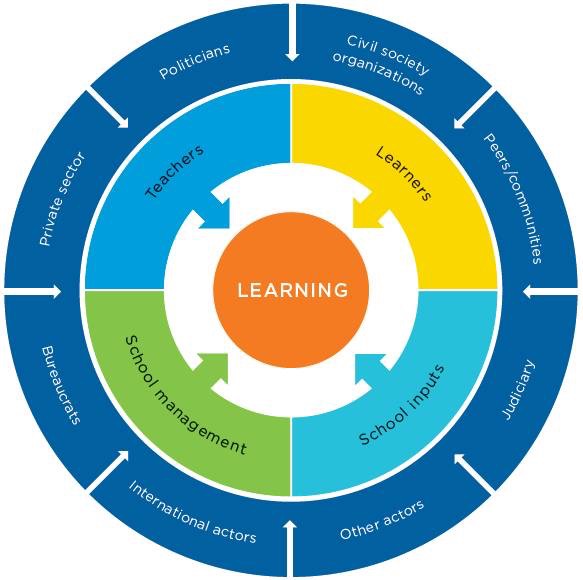 Politicians
Civil society
organizations
Peers/communities
Judiciary
Other actors
International actors
Bureaucrats
Private sector
Teachers
Learners
School inputs
School management
LEARNING